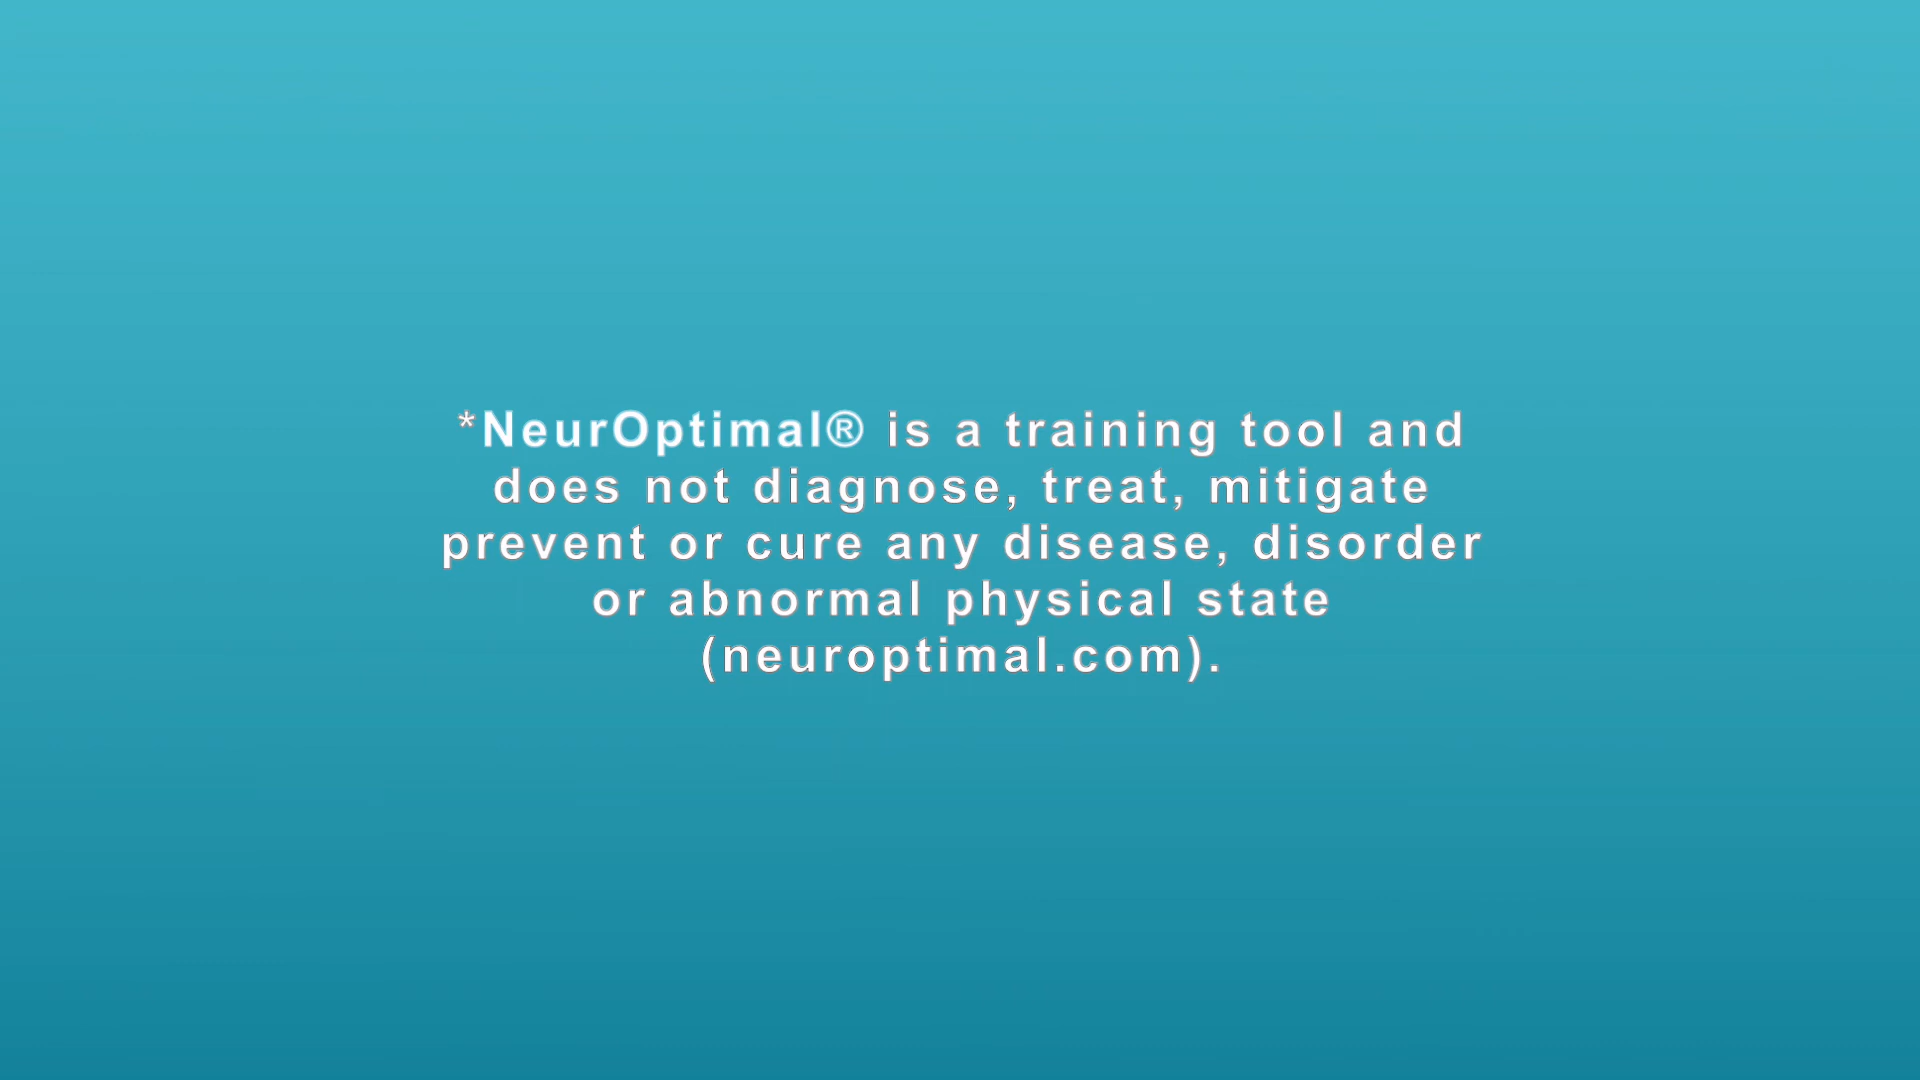 *NeurOptimal® is a training tool and
does not diagnose, treat, mitigate
prevent or cure any disease, disorder
or abnormal physical state
(neuroptimal.com).